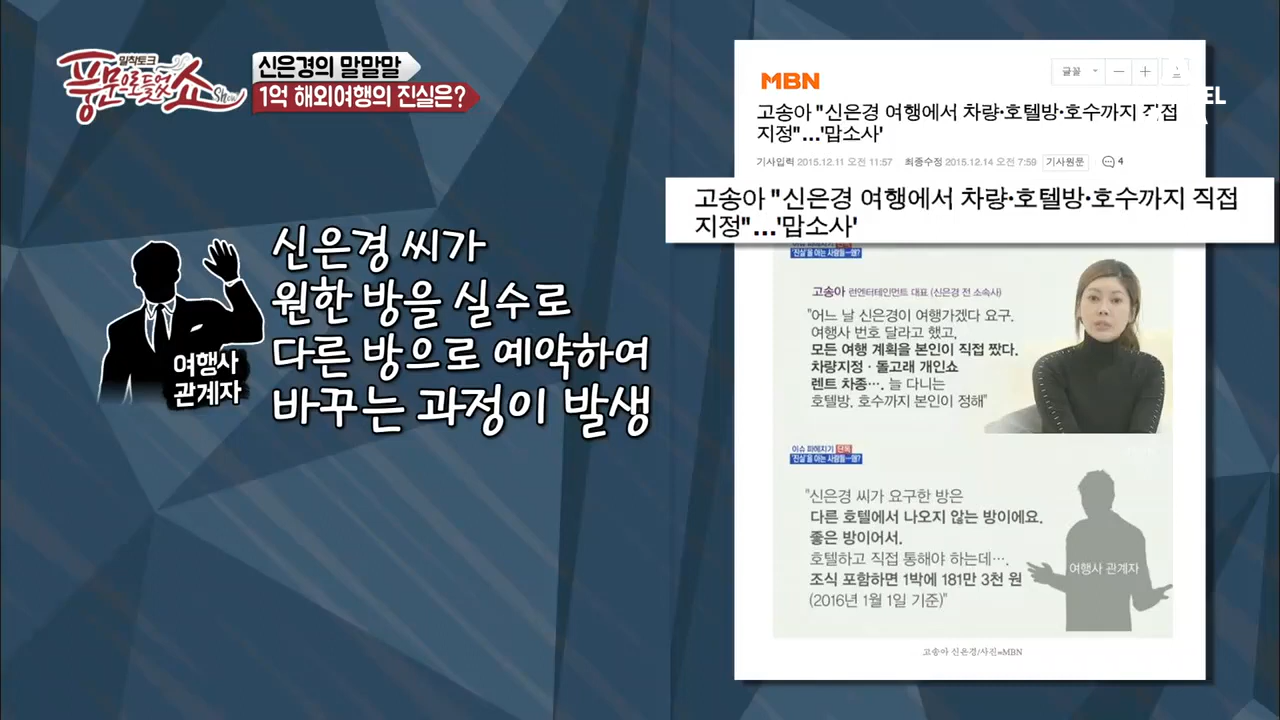 밀착토크
풍문으로 들었쇼
Show
신은경의 말말말
1억 해외여행의 진실은?
신은경 씨가
원한 방을 실수로
다른 방으로 예약하여
바꾸는 과정이 발생
여행사
관계자
MBN
글꼴
고송아 "신은경 여행에서 차량·호텔방·호수까지 직접
지정"…'맙소사'
기사입력 2015.12.11 오전 11:57 최종수정 2015.12.14 오전 7:59 기사원문 4
고송아 "신은경 여행에서 차량·호텔방·호수까지 직접
지정"…'맙소사'
'진실'을 아는 사람들…왜?
고송아 런엔터테인먼트 대표 (신은경 전 소속사)
"어느 날 신은경이 여행가겠다 요구.
여행사 번호 달라고 했고,
모든 여행 계획을 본인이 직접 짰다.
차량지정·돌고래 개인쇼
렌트 차종…. 늘 다니는
호텔방, 호수까지 본인이 정해"
이슈 파헤치기 단독
'진실'을 아는 사람들…왜?
"신은경 씨가 요구한 방은
다른 호텔에서 나오지 않는 방이에요.
좋은 방이어서.
호텔하고 직접 통해야 하는데….
조식 포함하면 1박에 181만 3천 원
(2016년 1월 1일 기준)"
여행사 관계자
고송아 신은경/사진=MBN